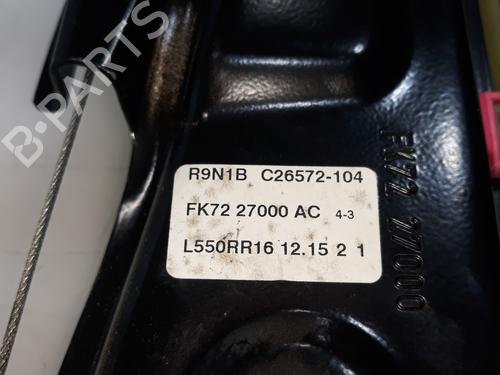 B-PARTS
R9N1B C26572-104
FK72 27000 AC 4-3
L550RR16 12.15 2 1
FK72 27000